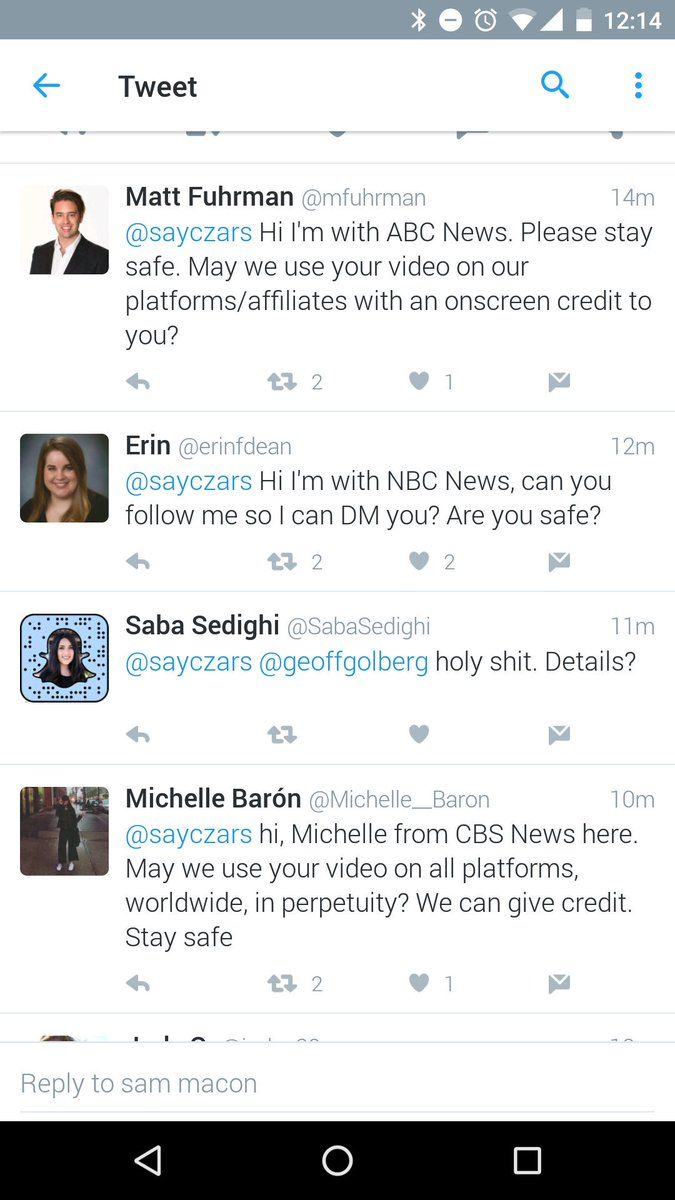 12:14
Tweet
Matt Fuhrman @mfuhrman 14m
@sayczars Hi I'm with ABC News. Please stay
safe. May we use your video on our
platforms/affiliates with an onscreen credit to
you?
2 1
Erin @erinfdean 12m
@sayczars Hi I'm with NBC News, can you
follow me so I can DM you? Are you safe?
2 2
Saba Sedighi @SabaSedighi 11m
@sayczars @geoffgolberg holy shit. Details?
Michelle Barón @Michelle__Baron 10m
@sayczars hi, Michelle from CBS News here.
May we use your video on all platforms,
worldwide, in perpetuity? We can give credit.
Stay safe
2 1
Reply to sam macon